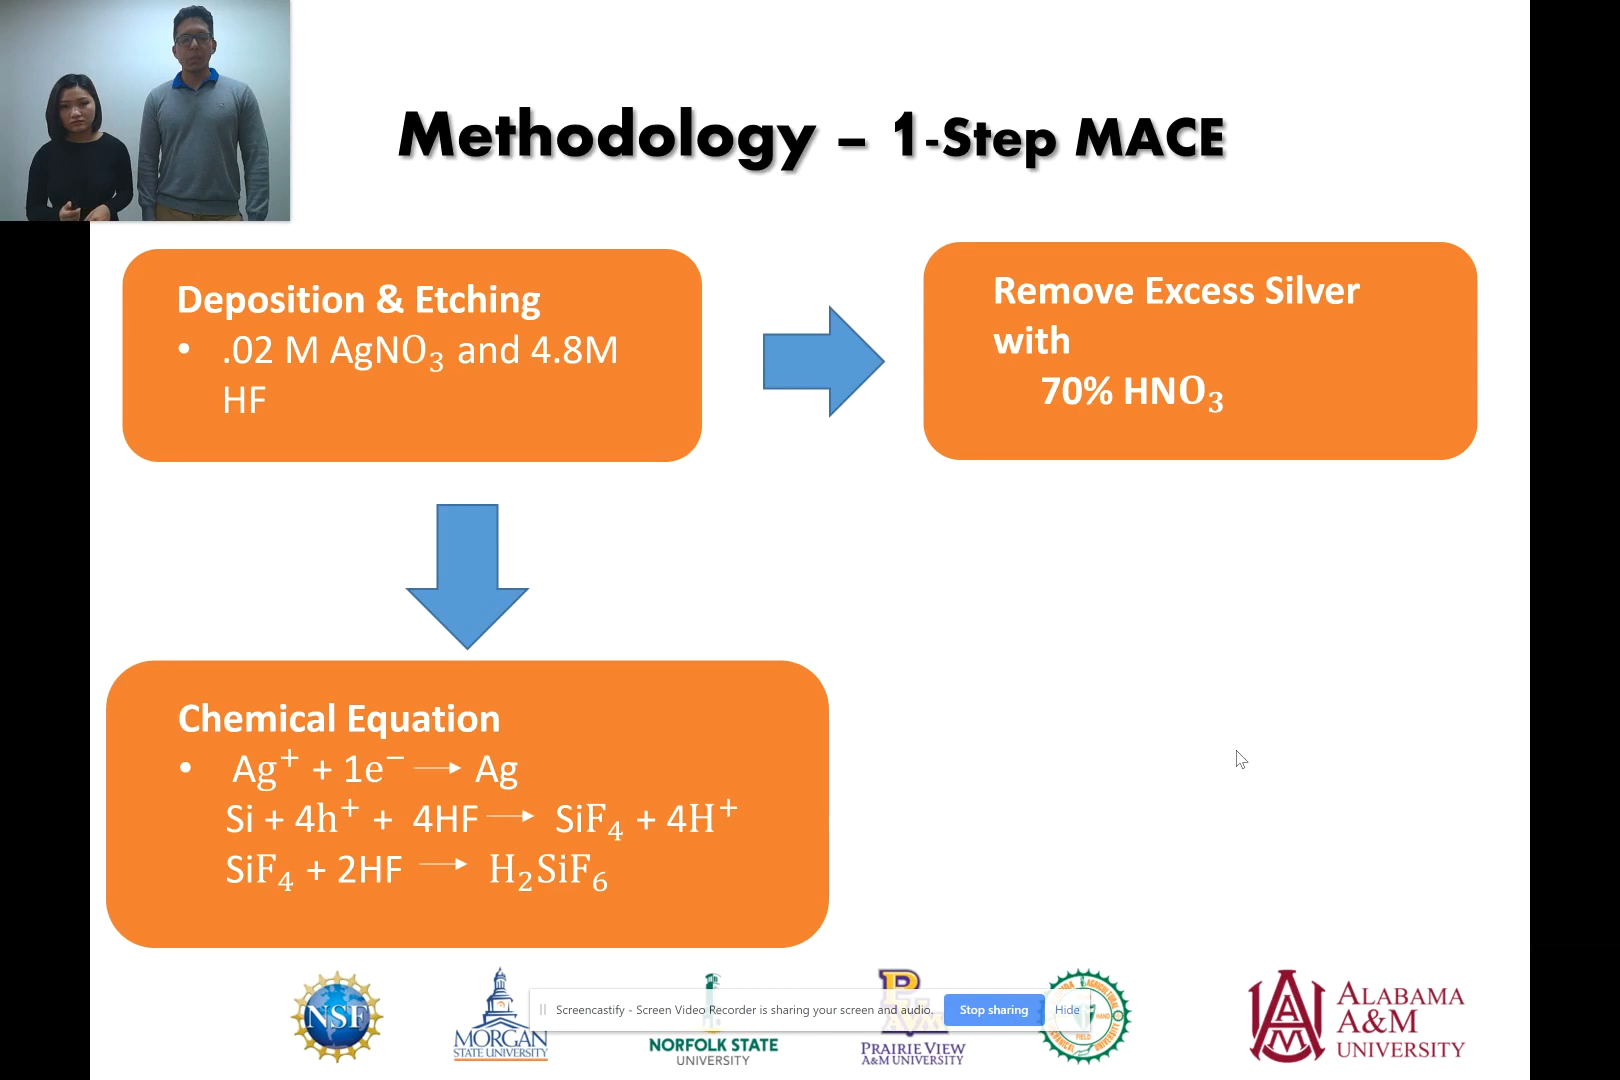 Methodology – 1-Step MACE
Deposition & Etching
• .02 M AgNO₃ and 4.8M
HF
Remove Excess Silver
with
70% HNO₃
Chemical Equation
• Ag⁺ + 1e⁻ ⟶ Ag
Si + 4h⁺ + 4HF ⟶ SiF₄ + 4H⁺
SiF₄ + 2HF ⟶ H₂SiF₆
NSF
MORGAN
STATE UNIVERSITY
NORFOLK STATE
UNIVERSITY
PRAIRIE VIEW
A&M UNIVERSITY
ALABAMA
A&M
UNIVERSITY
Screencastify - Screen Video Recorder is sharing your screen and audio.
Stop sharing
Hide